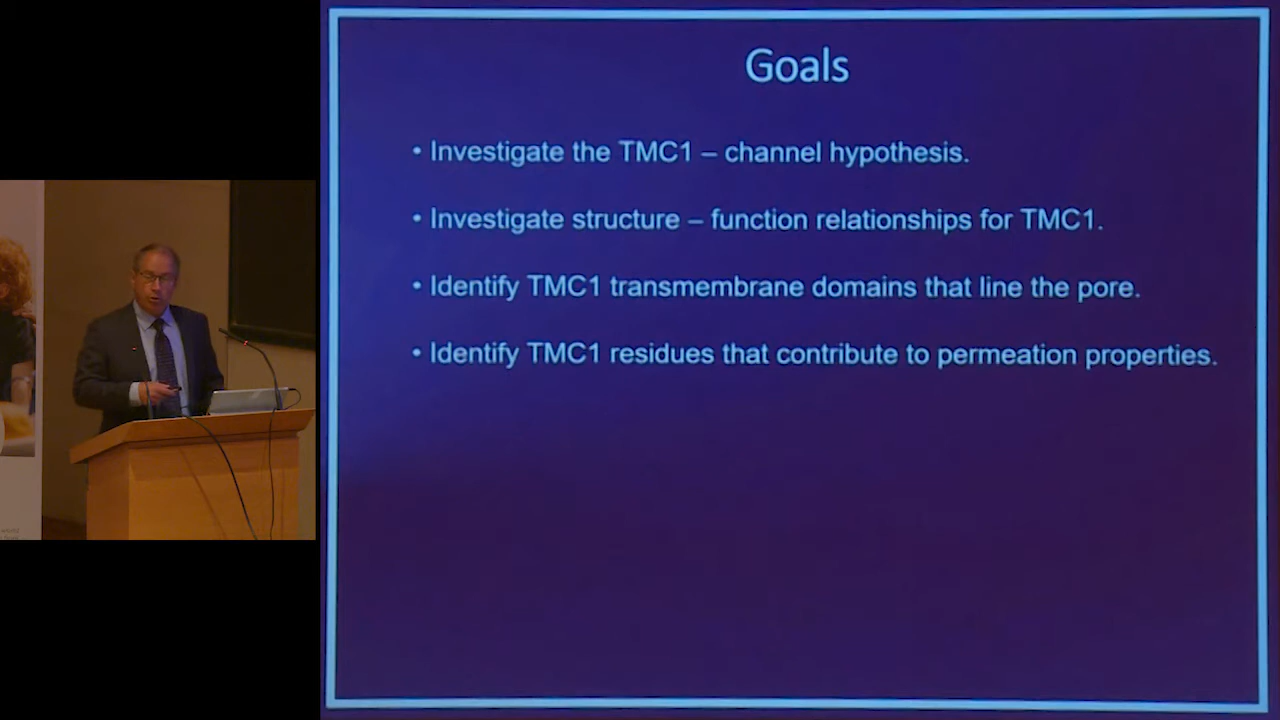 Goals
• Investigate the TMC1 – channel hypothesis.
• Investigate structure – function relationships for TMC1.
• Identify TMC1 transmembrane domains that line the pore.
• Identify TMC1 residues that contribute to permeation properties.